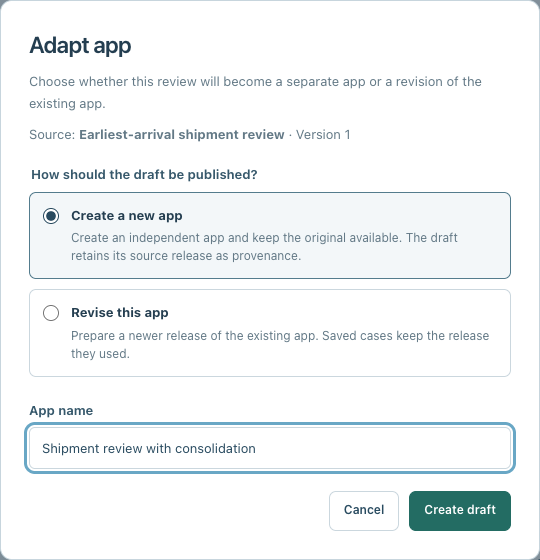 Adapt app
Choose whether this review will become a separate app or a revision of the
existing app.
Source: Earliest-arrival shipment review · Version 1
How should the draft be published?
Create a new app
Create an independent app and keep the original available. The draft
retains its source release as provenance.
Revise this app
Prepare a newer release of the existing app. Saved cases keep the release
they used.
App name
Shipment review with consolidation
Cancel
Create draft